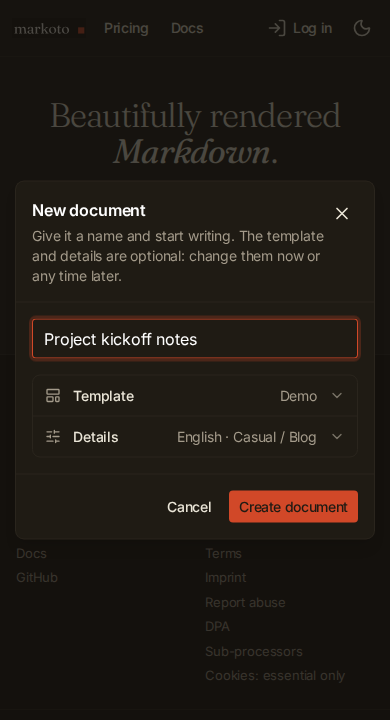 markoto
Pricing
Docs
Log in
Beautifully rendered
Markdown.
New document
Give it a name and start writing. The template
and details are optional: change them now or
any time later.
Project kickoff notes
Template
Demo
Details
English · Casual / Blog
Cancel
Create document
Docs
Terms
GitHub
Imprint
Report abuse
DPA
Sub-processors
Cookies: essential only